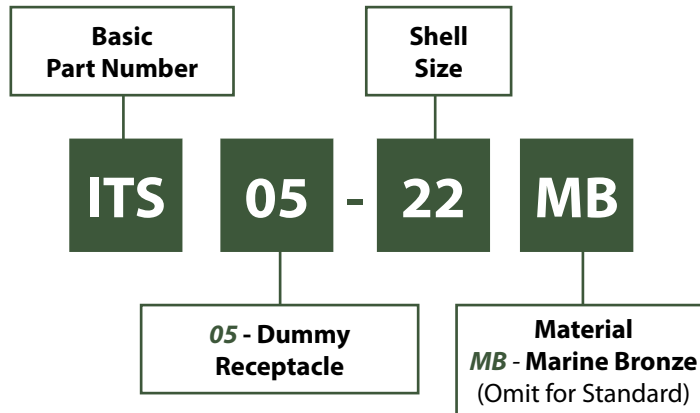 Basic
Part Number
Shell
Size
ITS 05 - 22 MB
05 - Dummy
Receptacle
Material
MB - Marine Bronze
(Omit for Standard)